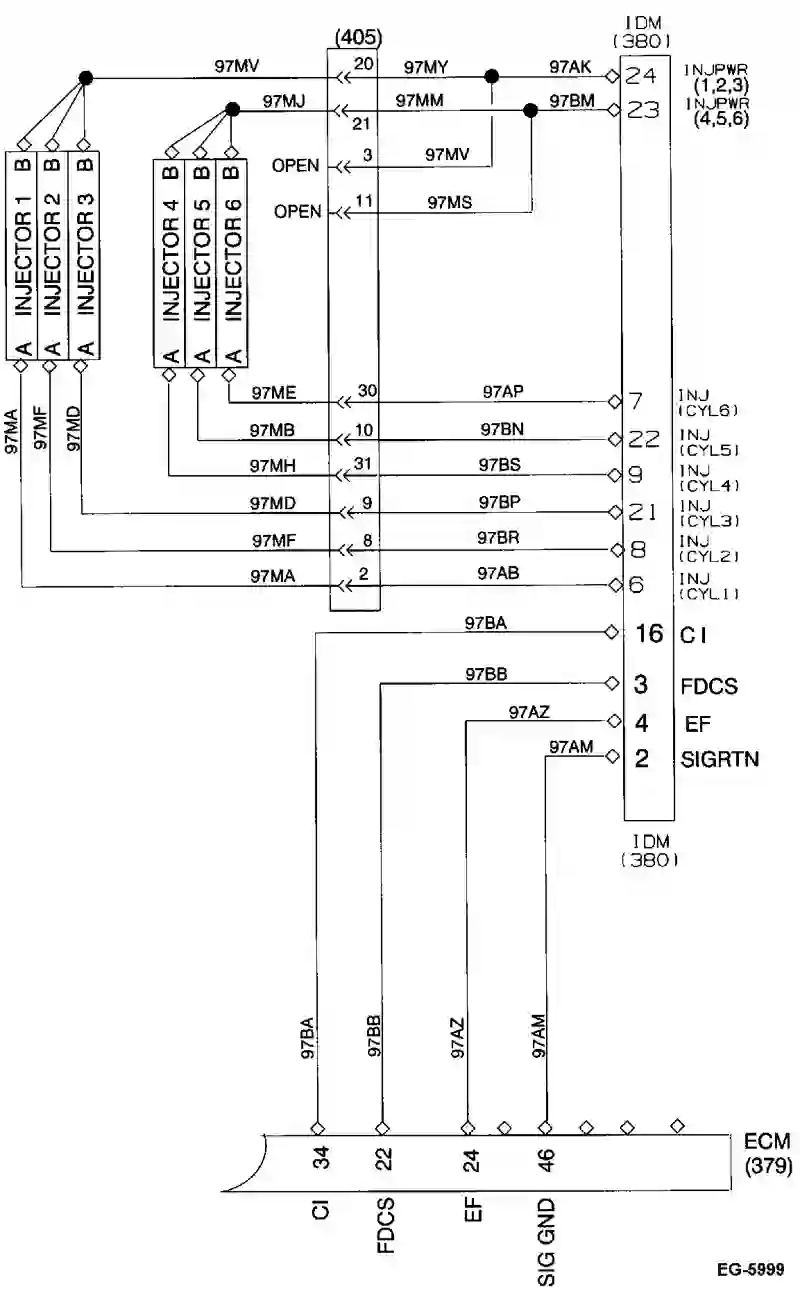 (405)
IDM
(380)
97MV
20
97MY
97AK
24
INJPWR
(1,2,3)
97MJ
97MM
97BM
23
INJPWR
(4,5,6)
21
OPEN
3
97MV
OPEN
11
97MS
A INJECTOR 1 B
A INJECTOR 2 B
A INJECTOR 3 B
A INJECTOR 4 B
A INJECTOR 5 B
A INJECTOR 6 B
97MA
97MF
97MD
97ME
30
97AP
7
INJ
(CYL6)
97MB
10
97BN
22
INJ
(CYL5)
97MH
31
97BS
9
INJ
(CYL4)
97MD
9
97BP
21
INJ
(CYL3)
97MF
8
97BR
8
INJ
(CYL2)
97MA
2
97AB
6
INJ
(CYL1)
97BA
16
CI
97BB
3
FDCS
97AZ
4
EF
97AM
2
SIGRTN
IDM
(380)
97BA
97BB
97AZ
97AM
34
22
24
46
ECM
(379)
CI
FDCS
EF
SIG GND
EG-5999